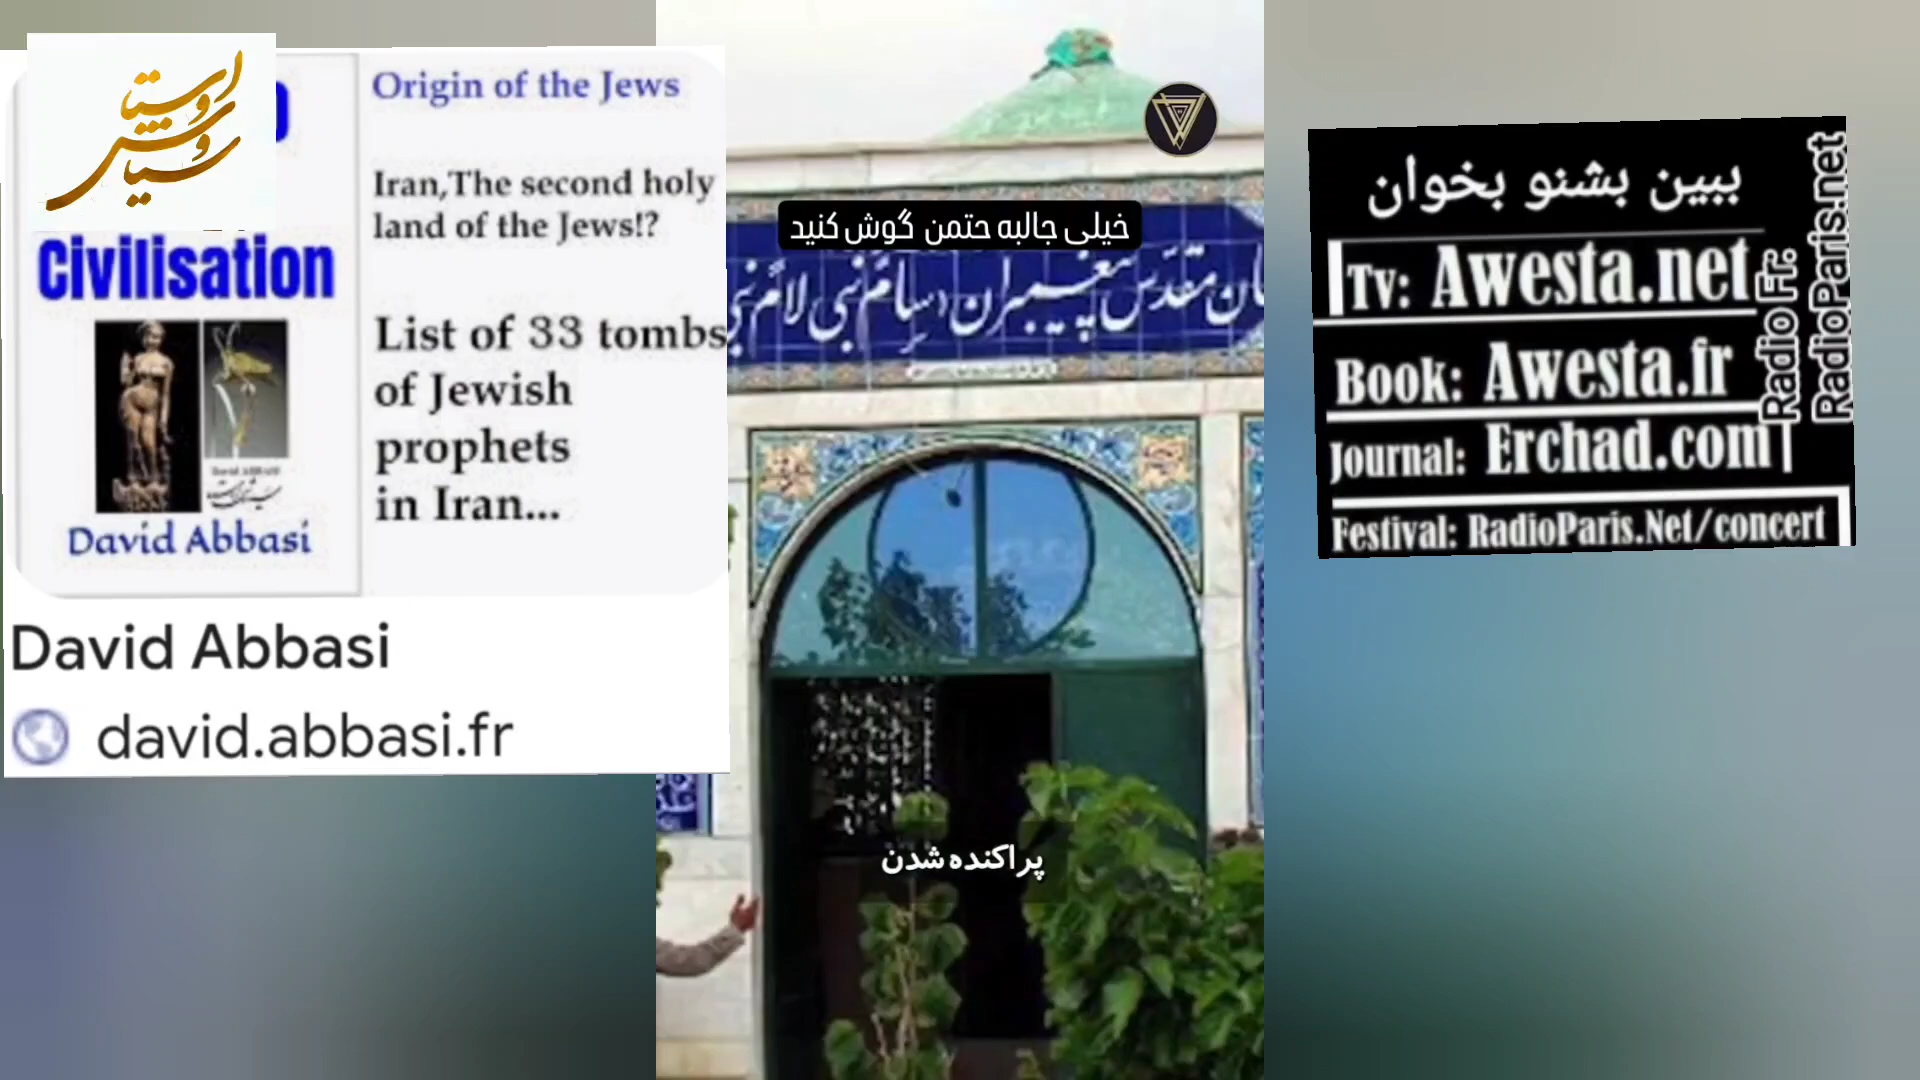 سیاوش اوستا
Civilisation
David Abbasi
Origin of the Jews
Iran,The second holy
land of the Jews!?
List of 33 tombs
of Jewish
prophets
in Iran...
David Abbasi
david.abbasi.fr
خیلی جالبه حتمن گوش کنید
مقدس پیغمبران سام نبی لام نبی
پراکنده شدن
ببین بشنو بخوان
Tv: Awesta.net
Book: Awesta.fr
Journal: Erchad.com
Festival: RadioParis.Net/concert
Radio Fr:
RadioParis.net